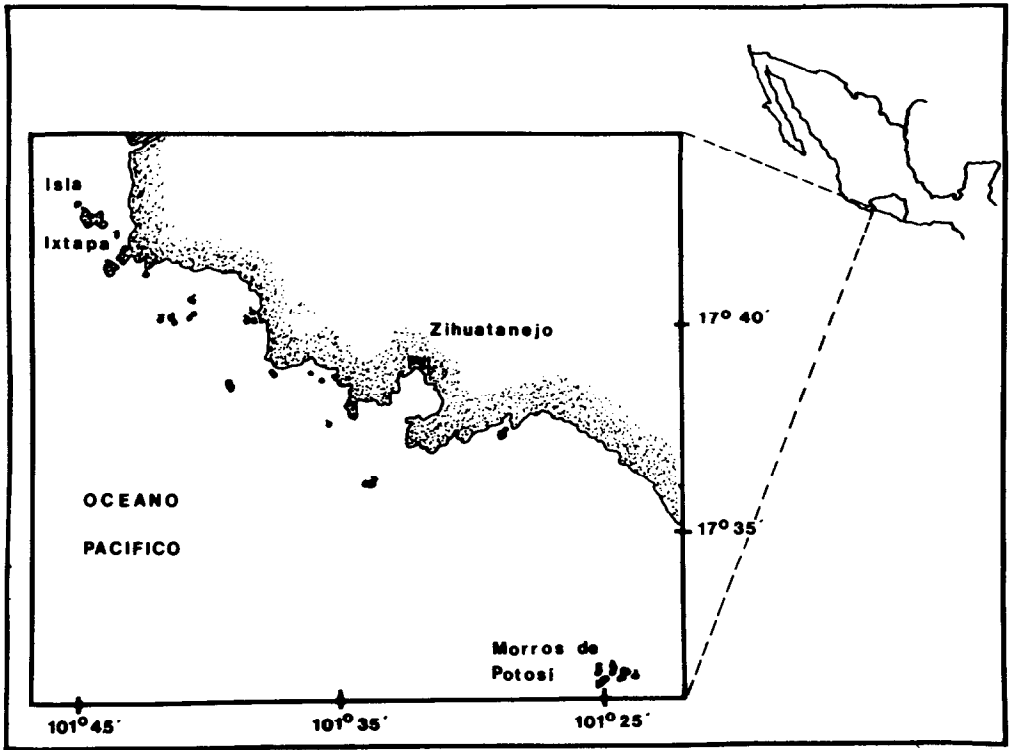 Isla
Ixtapa
Zihuatanejo
17° 40´
OCEANO
PACIFICO
17° 35´
Morros de
Potosí
101° 45´
101° 35´
101° 25´